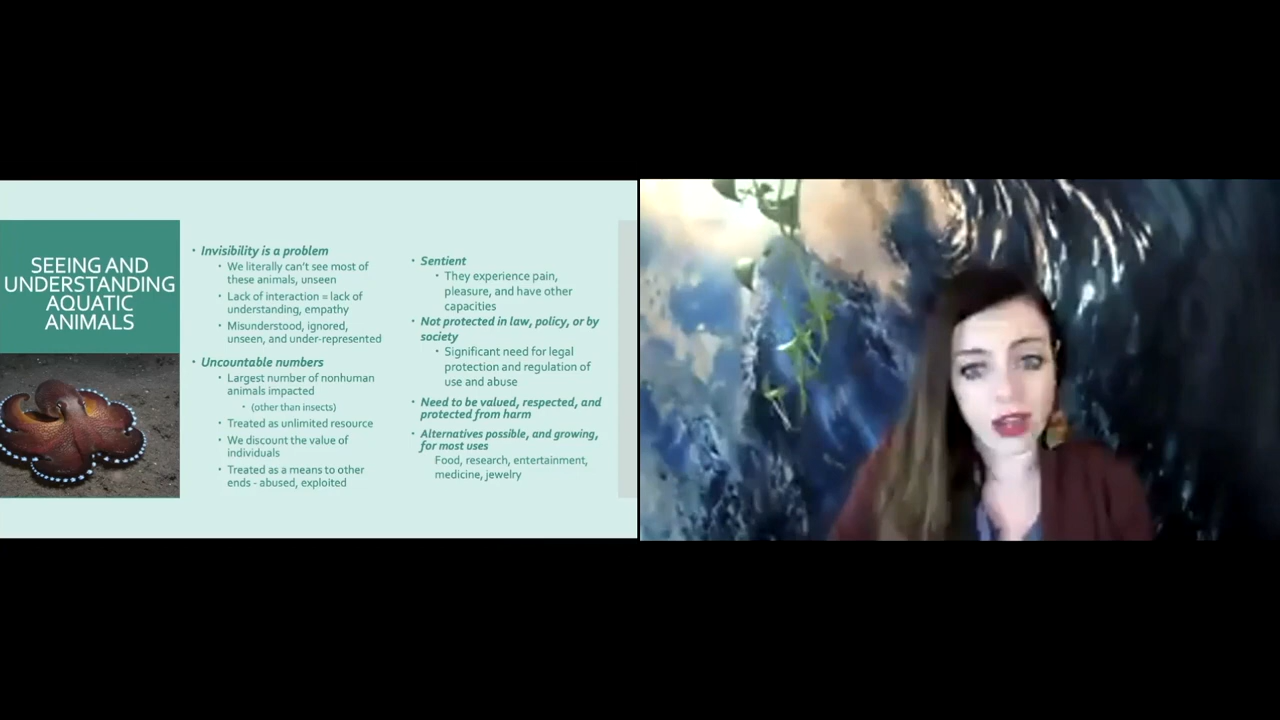 SEEING AND
UNDERSTANDING
AQUATIC
ANIMALS
• Invisibility is a problem
• We literally can't see most of
these animals, unseen
• Lack of interaction = lack of
understanding, empathy
• Misunderstood, ignored,
unseen, and under-represented
• Uncountable numbers
• Largest number of nonhuman
animals impacted
• (other than insects)
• Treated as unlimited resource
• We discount the value of
individuals
• Treated as a means to other
ends - abused, exploited
• Sentient
• They experience pain,
pleasure, and have other
capacities
• Not protected in law, policy, or by
society
• Significant need for legal
protection and regulation of
use and abuse
• Need to be valued, respected, and
protected from harm
• Alternatives possible, and growing,
for most uses
Food, research, entertainment,
medicine, jewelry